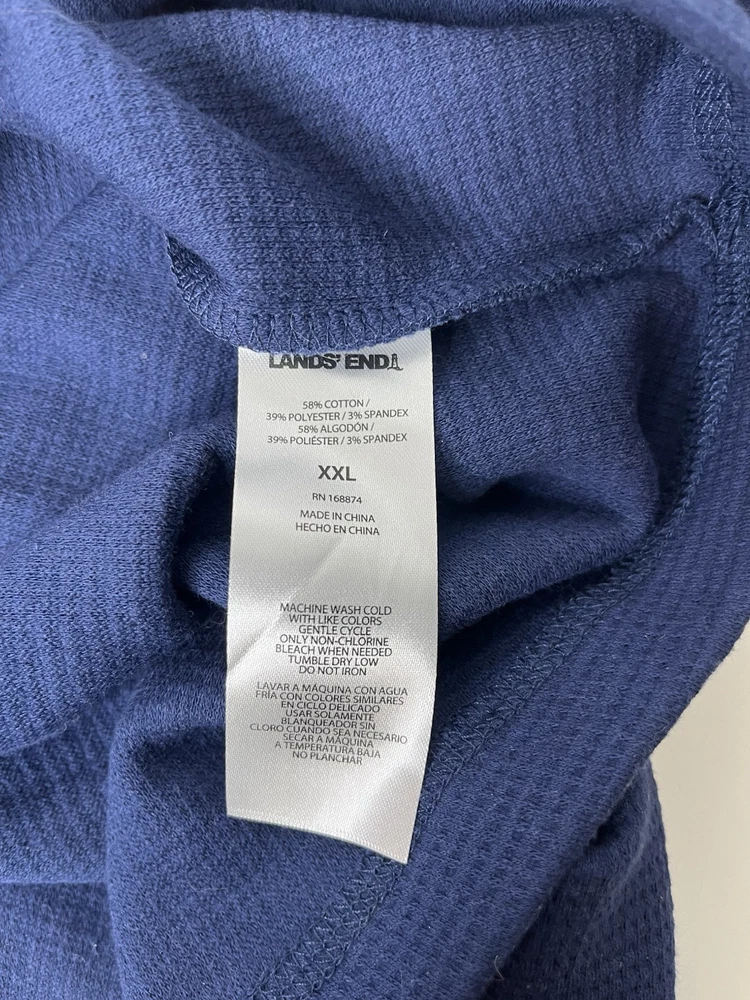 LANDS' END
58% COTTON /
39% POLYESTER / 3% SPANDEX
58% ALGODÓN /
39% POLIÉSTER / 3% SPANDEX
XXL
RN 168874
MADE IN CHINA
HECHO EN CHINA
MACHINE WASH COLD
WITH LIKE COLORS
GENTLE CYCLE
ONLY NON-CHLORINE
BLEACH WHEN NEEDED
TUMBLE DRY LOW
DO NOT IRON
LAVAR A MÁQUINA CON AGUA
FRÍA CON COLORES SIMILARES
EN CICLO DELICADO
USAR SOLAMENTE
BLANQUEADOR SIN
CLORO CUANDO SEA NECESARIO
SECAR A MÁQUINA
A TEMPERATURA BAJA
NO PLANCHAR